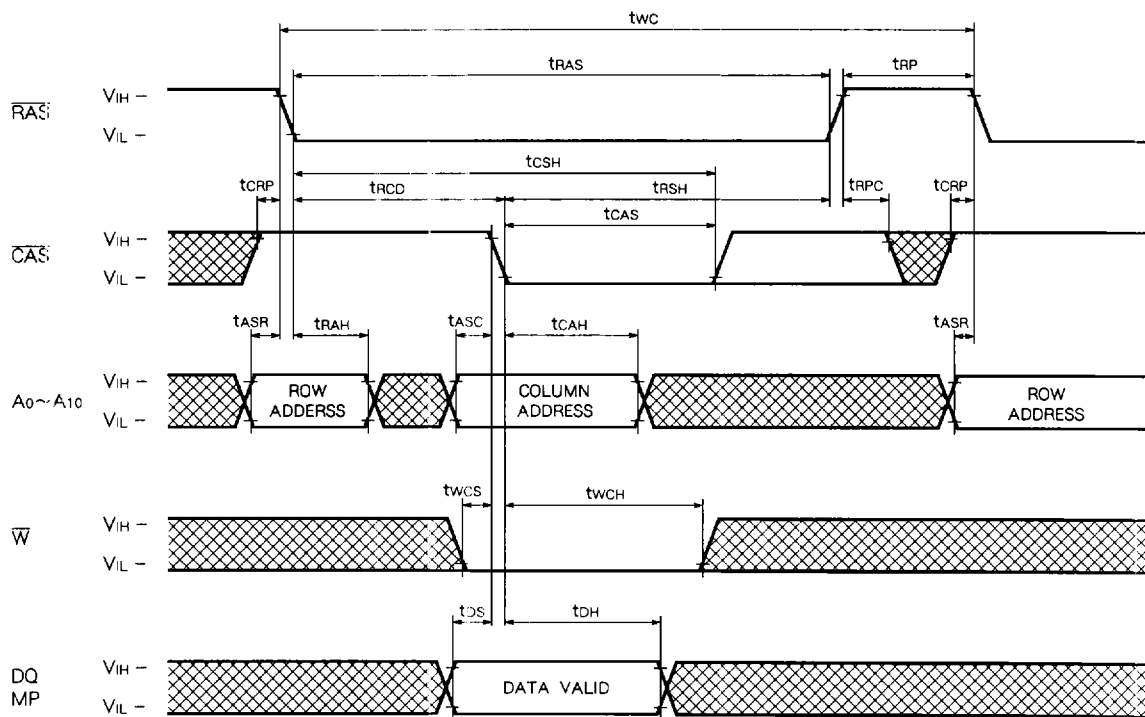 tWC
tRAS
tRP
RAS
VIH –
VIL –
tCSH
tCRP
tRCD
tRSH
tRPC
tCRP
tCAS
CAS
VIH –
VIL –
tASR
tRAH
tASC
tCAH
tASR
A0~A10
VIH –
VIL –
ROW
ADDERSS
COLUMN
ADDRESS
ROW
ADDRESS
tWCS
tWCH
W
VIH –
VIL –
tDS
tDH
DQ
MP
VIH –
VIL –
DATA VALID